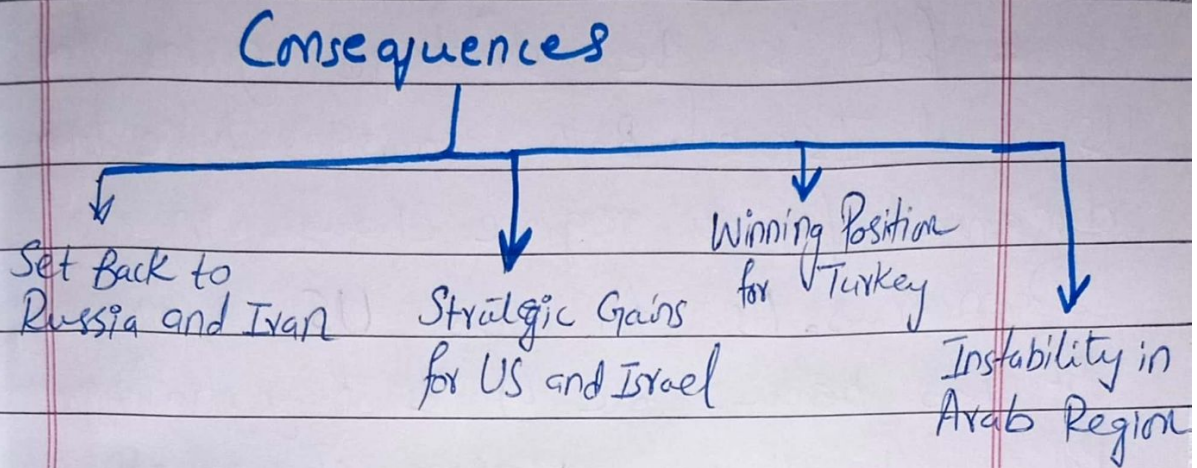 Consequences
Set Back to
Russia and Iran
Stratgic Gains
for US and Israel
Winning Position
for Turkey
Instability in
Arab Region